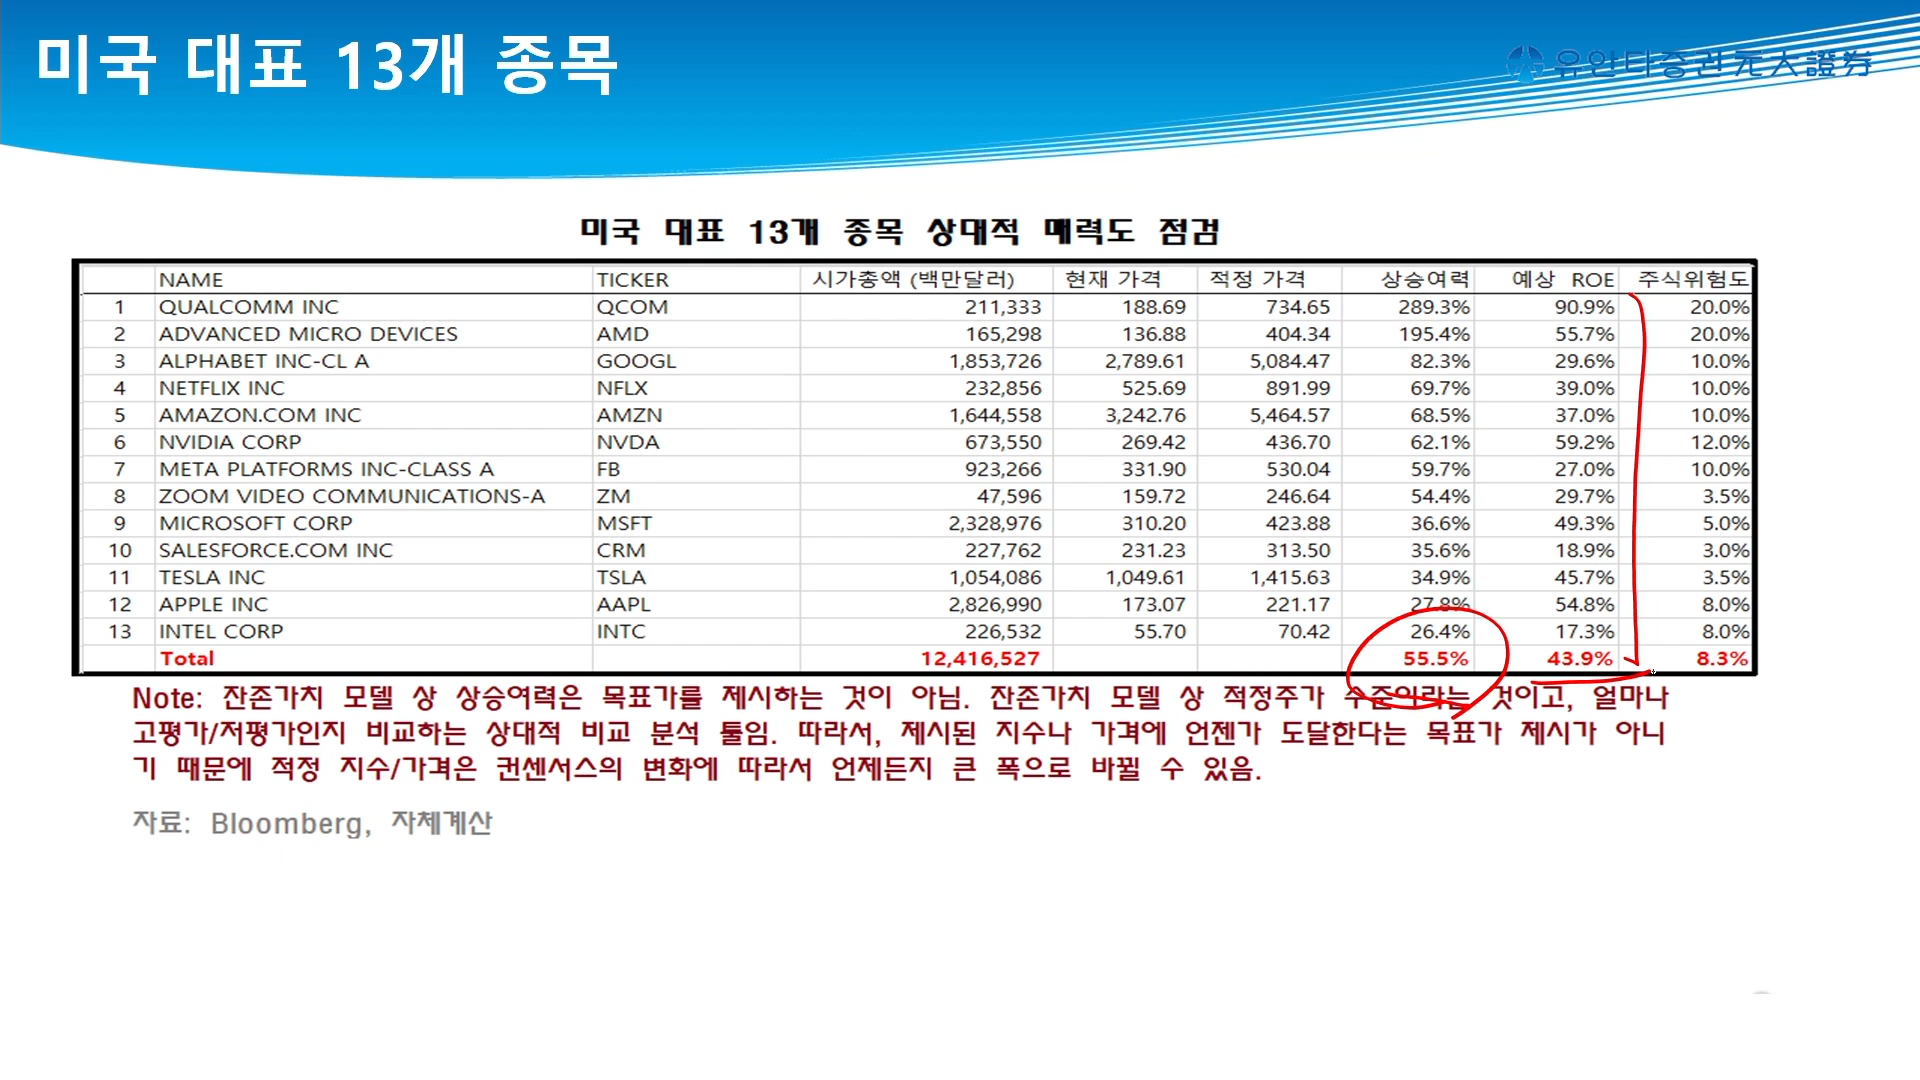 미국 대표 13개 종목
유안타증권 元大證券
미국 대표 13개 종목 상대적 매력도 점검
NAME TICKER 시가총액 (백만달러) 현재 가격 적정 가격 상승여력 예상 ROE 주식위험도
1 QUALCOMM INC QCOM 211,333 188.69 734.65 289.3% 90.9% 20.0%
2 ADVANCED MICRO DEVICES AMD 165,298 136.88 404.34 195.4% 55.7% 20.0%
3 ALPHABET INC-CL A GOOGL 1,853,726 2,789.61 5,084.47 82.3% 29.6% 10.0%
4 NETFLIX INC NFLX 232,856 525.69 891.99 69.7% 39.0% 10.0%
5 AMAZON.COM INC AMZN 1,644,558 3,242.76 5,464.57 68.5% 37.0% 10.0%
6 NVIDIA CORP NVDA 673,550 269.42 436.70 62.1% 59.2% 12.0%
7 META PLATFORMS INC-CLASS A FB 923,266 331.90 530.04 59.7% 27.0% 10.0%
8 ZOOM VIDEO COMMUNICATIONS-A ZM 47,596 159.72 246.64 54.4% 29.7% 3.5%
9 MICROSOFT CORP MSFT 2,328,976 310.20 423.88 36.6% 49.3% 5.0%
10 SALESFORCE.COM INC CRM 227,762 231.23 313.50 35.6% 18.9% 3.0%
11 TESLA INC TSLA 1,054,086 1,049.61 1,415.63 34.9% 45.7% 3.5%
12 APPLE INC AAPL 2,826,990 173.07 221.17 27.8% 54.8% 8.0%
13 INTEL CORP INTC 226,532 55.70 70.42 26.4% 17.3% 8.0%
Total 12,416,527 55.5% 43.9% 8.3%
Note: 잔존가치 모델 상 상승여력은 목표가를 제시하는 것이 아님. 잔존가치 모델 상 적정주가 수준이라는 것이고, 얼마나
고평가/저평가인지 비교하는 상대적 비교 분석 툴임. 따라서, 제시된 지수나 가격에 언젠가 도달한다는 목표가 제시가 아니
기 때문에 적정 지수/가격은 컨센서스의 변화에 따라서 언제든지 큰 폭으로 바뀔 수 있음.
자료: Bloomberg, 자체계산